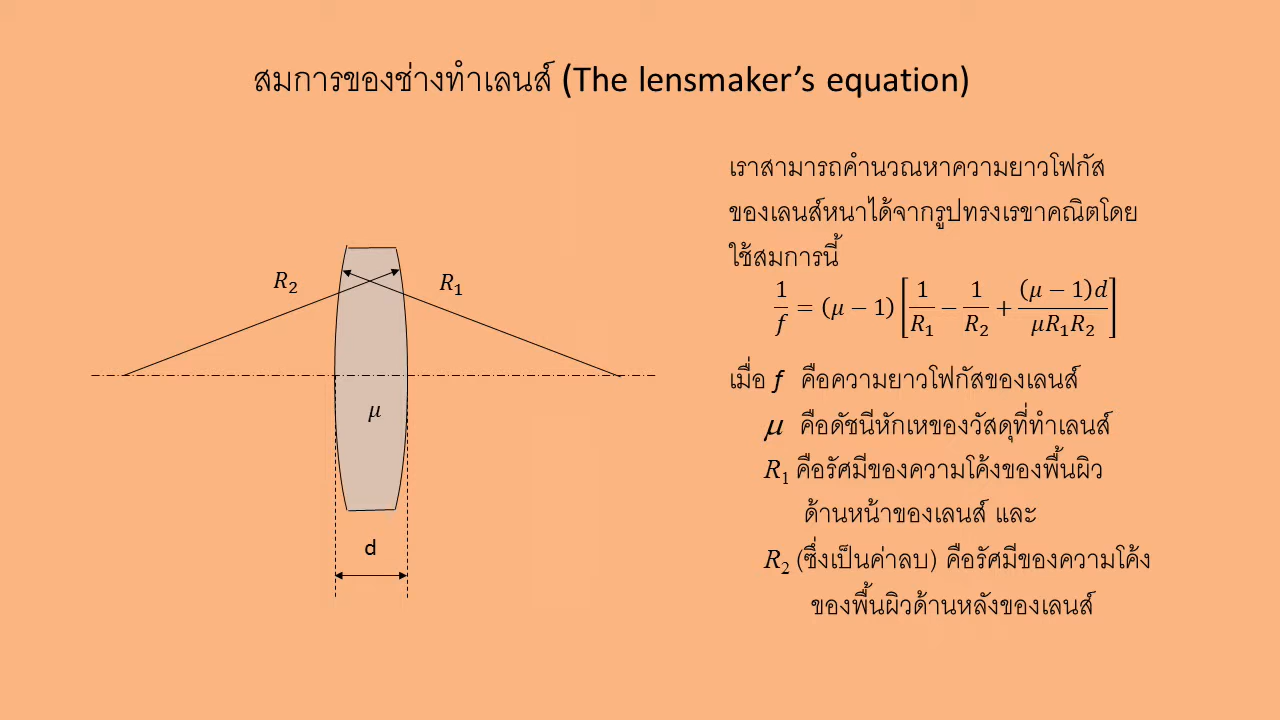 สมการของช่างทำเลนส์ (The lensmaker’s equation)
เราสามารถคำนวณหาความยาวโฟกัส
ของเลนส์หนาได้จากรูปทรงเรขาคณิตโดย
ใช้สมการนี้
1/f = (μ − 1) [1/R₁ − 1/R₂ + (μ − 1)d/μR₁R₂]
เมื่อ f คือความยาวโฟกัสของเลนส์
μ คือดัชนีหักเหของวัสดุที่ทำเลนส์
R₁ คือรัศมีของความโค้งของพื้นผิว
ด้านหน้าของเลนส์ และ
R₂ (ซึ่งเป็นค่าลบ) คือรัศมีของความโค้ง
ของพื้นผิวด้านหลังของเลนส์
R₂
R₁
μ
d